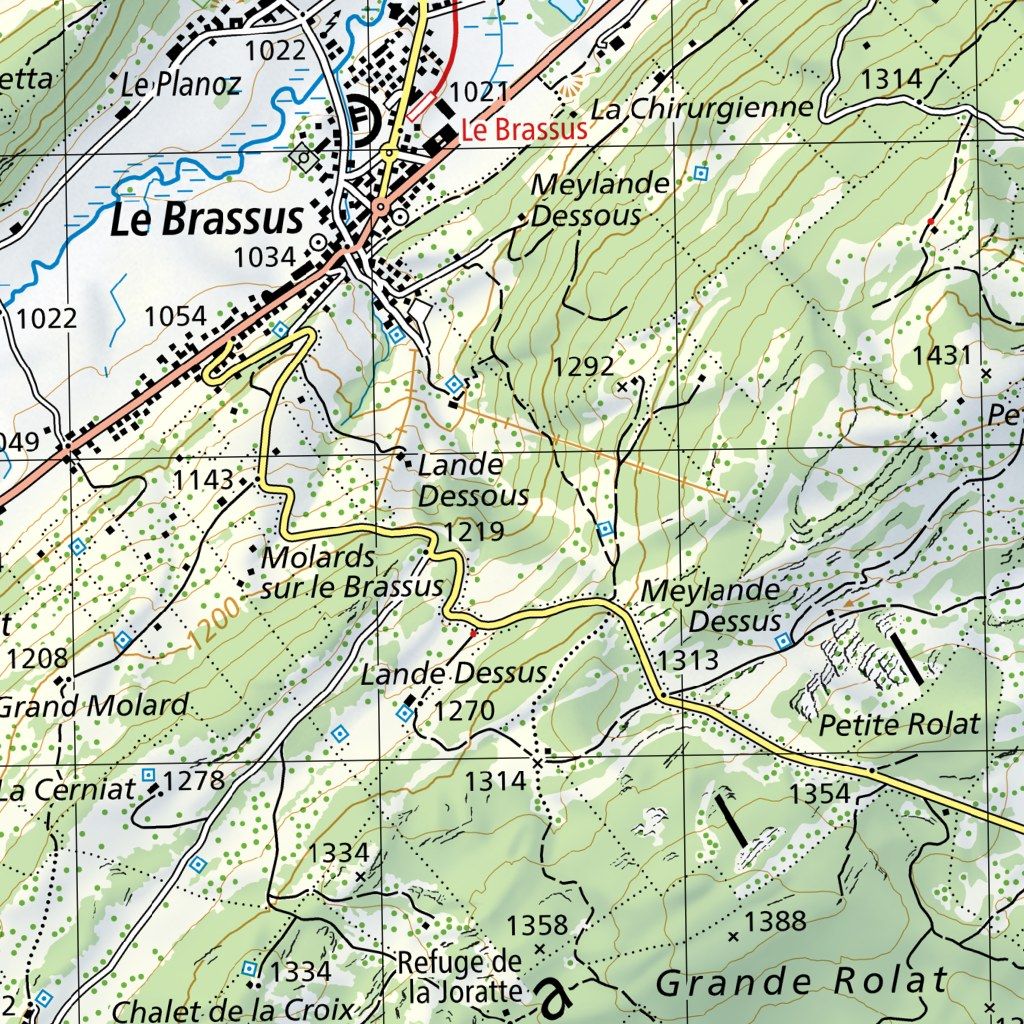 1022
etta
Le Planoz
1314
1021
La Chirurgienne
Le Brassus
Meylande
Dessous
Le Brassus
1034
1022
1054
1292
1431
Pe
049
Lande
Dessous
1143
1219
Molards
sur le Brassus
Meylande
Dessus
1200
t
1208
1313
Lande Dessus
Grand Molard
1270
Petite Rolat
1314
La Cerniat
1278
1354
1334
1358
1388
1334
Refuge de
la Joratte
Grande Rolat
a
2
Chalet de la Croix